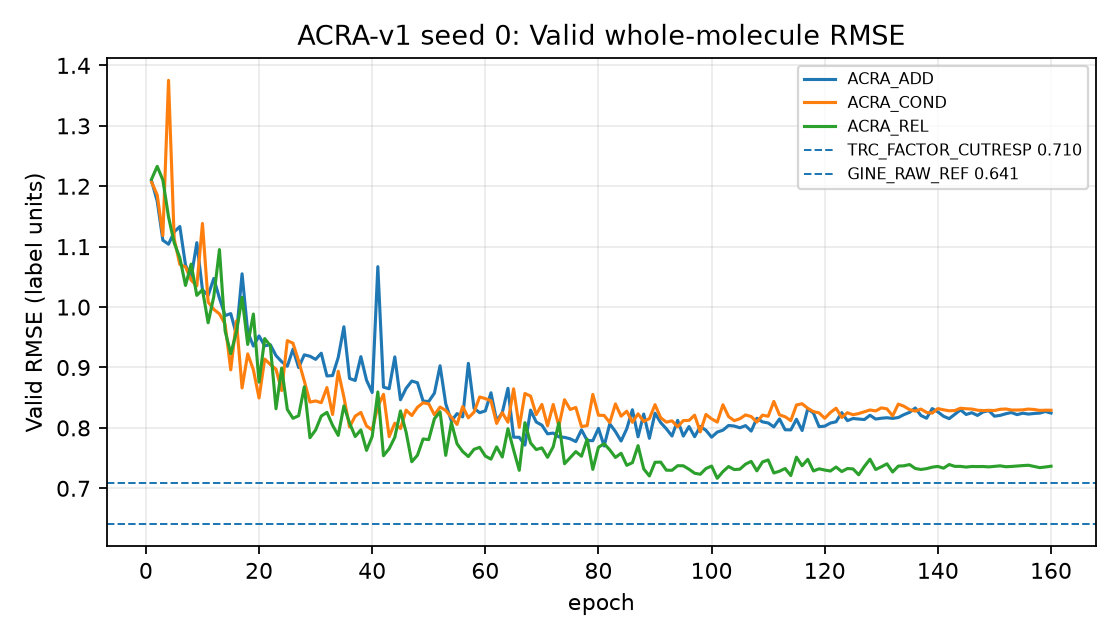 ACRA-v1 seed 0: Valid whole-molecule RMSE
Valid RMSE (label units)
1.4
1.3
1.2
1.1
1.0
0.9
0.8
0.7
ACRA_ADD
ACRA_COND
ACRA_REL
TRC_FACTOR_CUTRESP 0.710
GINE_RAW_REF 0.641
0 20 40 60 80 100 120 140 160
epoch